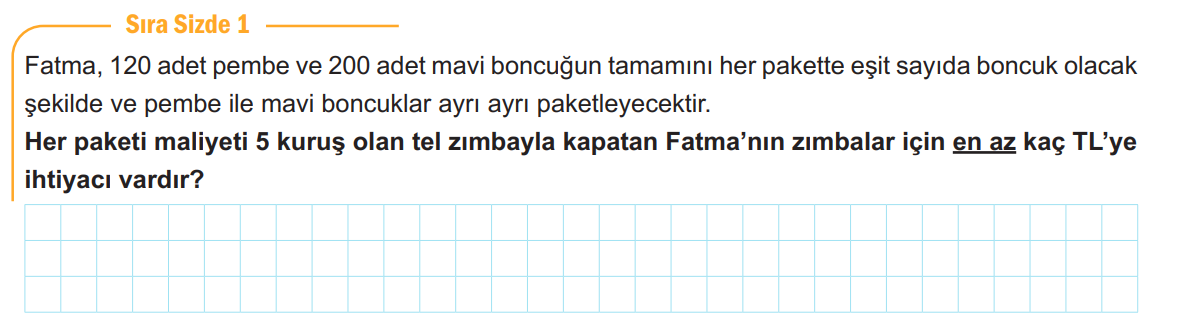 Sıra Sizde 1
Fatma, 120 adet pembe ve 200 adet mavi boncuğun tamamını her pakette eşit sayıda boncuk olacak
şekilde ve pembe ile mavi boncuklar ayrı ayrı paketleyecektir.
Her paketi maliyeti 5 kuruş olan tel zımbayla kapatan Fatma'nın zımbalar için en az kaç TL'ye
ihtiyacı vardır?